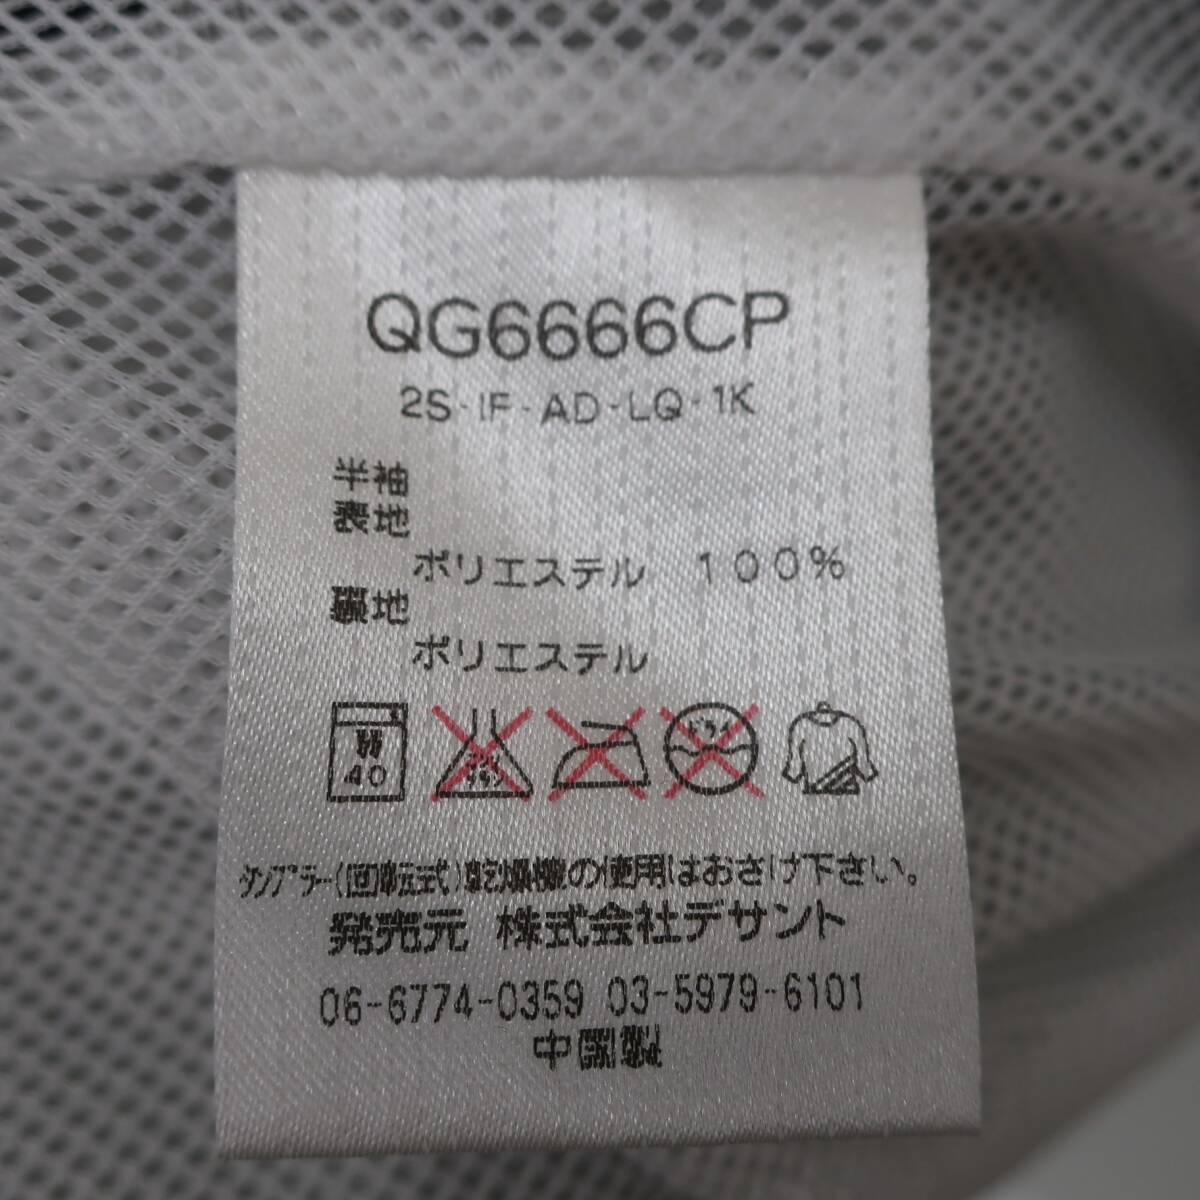 QG6666CP
2S-IF-AD-LQ-1K
半袖
表地
ポリエステル 100%
裏地
ポリエステル
40
タンブラー(回転式)乾燥機の使用はおさけ下さい。
発売元 株式会社デサント
06-6774-0359 03-5979-6101
中国製